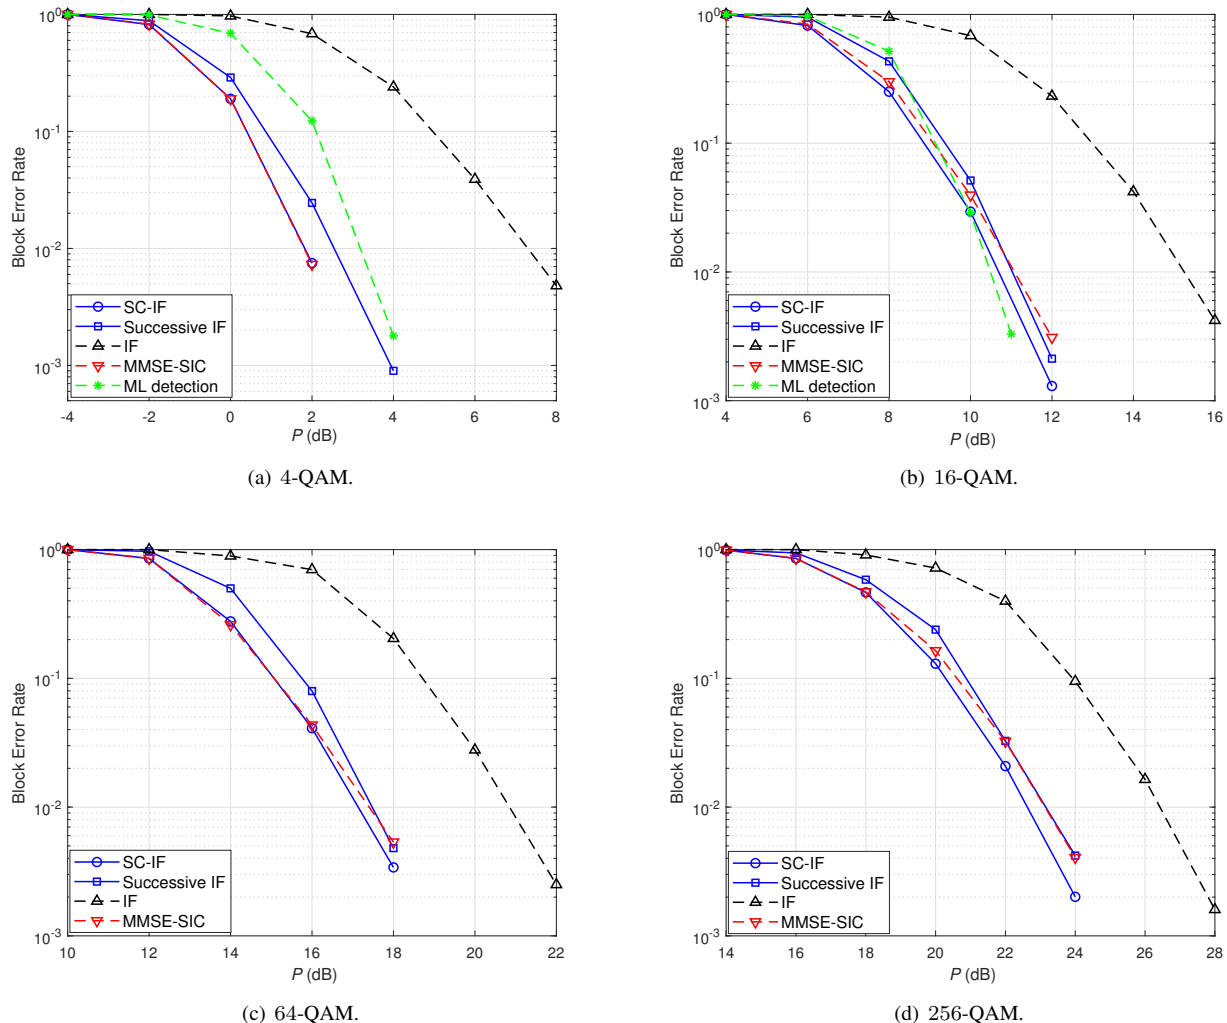 10^0
10^-1
10^-2
10^-3
Block Error Rate
-4 -2 0 2 4 6 8
P (dB)
SC-IF
Successive IF
IF
MMSE-SIC
ML detection
(a) 4-QAM.
10^0
10^-1
10^-2
10^-3
Block Error Rate
4 6 8 10 12 14 16
P (dB)
SC-IF
Successive IF
IF
MMSE-SIC
ML detection
(b) 16-QAM.
10^0
10^-1
10^-2
10^-3
Block Error Rate
10 12 14 16 18 20 22
P (dB)
SC-IF
Successive IF
IF
MMSE-SIC
(c) 64-QAM.
10^0
10^-1
10^-2
10^-3
Block Error Rate
14 16 18 20 22 24 26 28
P (dB)
SC-IF
Successive IF
IF
MMSE-SIC
(d) 256-QAM.